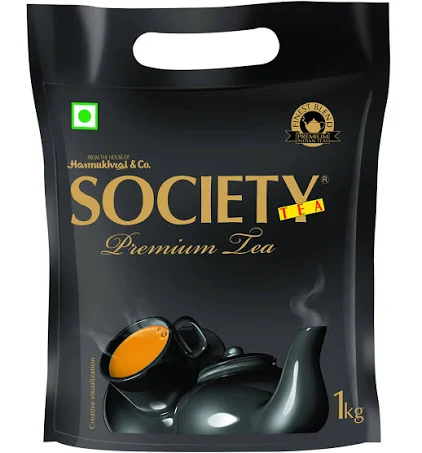 FINEST BLEND
PREMIUM
INDIAN TEAS
FROM THE HOUSE OF
Hasmukhrai & Co.
SOCIETY®
TEA
Premium Tea
Creative visualization
1kg